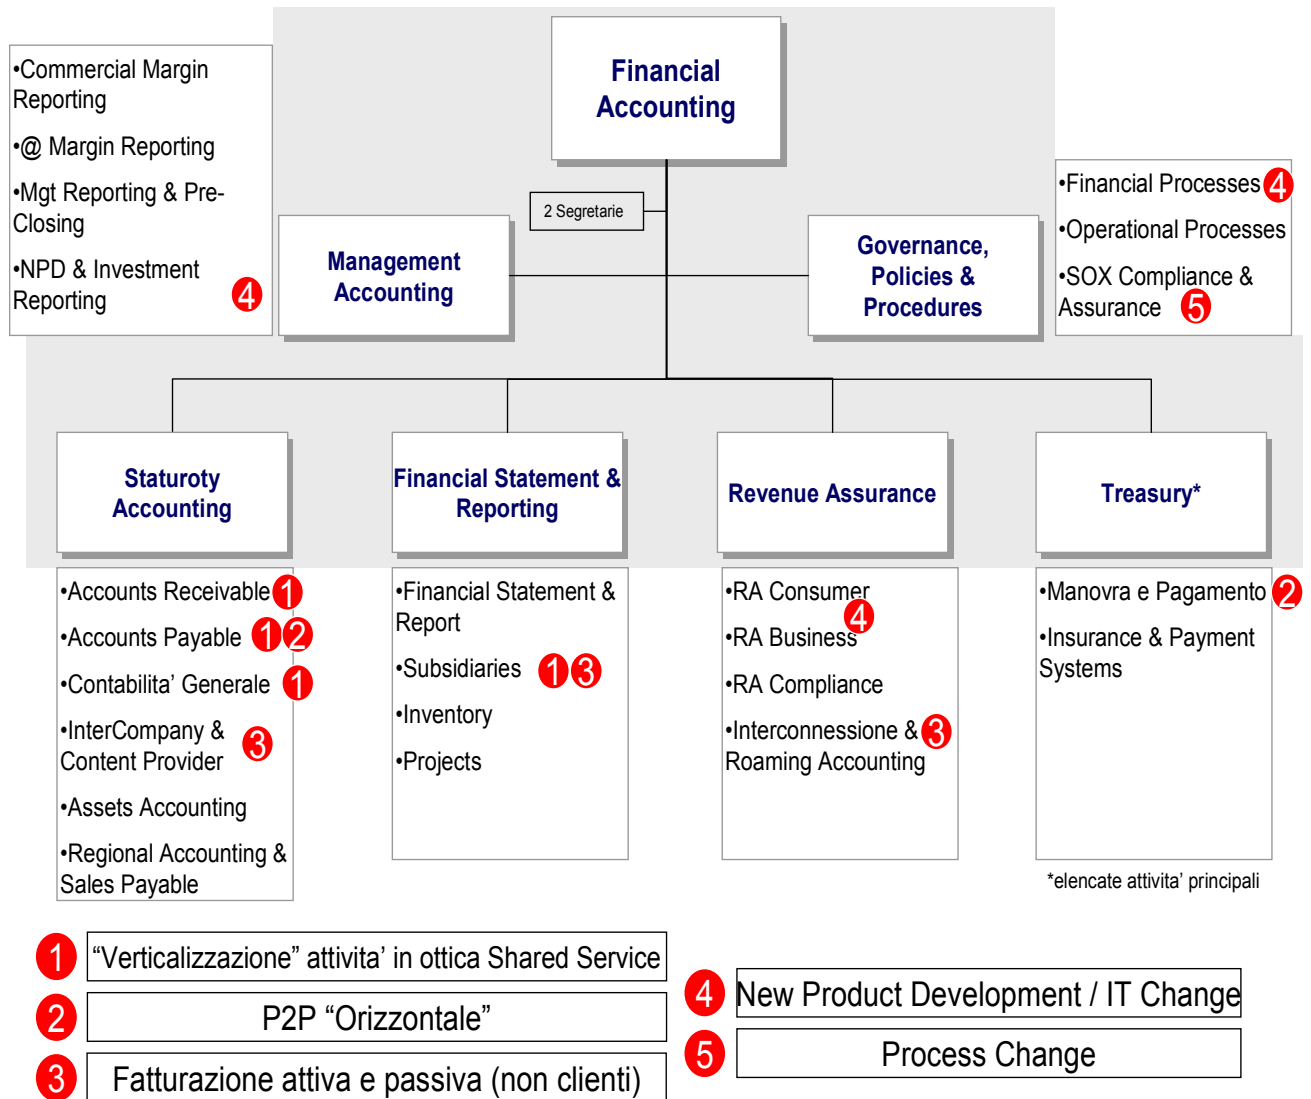 Financial
Accounting
•Commercial Margin
Reporting
•@ Margin Reporting
•Mgt Reporting & Pre-
Closing
•NPD & Investment
Reporting
4
2 Segretarie
Management
Accounting
Governance,
Policies &
Procedures
•Financial Processes 4
•Operational Processes
•SOX Compliance &
Assurance 5
Staturoty
Accounting
Financial Statement &
Reporting
Revenue Assurance
Treasury*
•Accounts Receivable 1
•Accounts Payable 1 2
•Contabilita’ Generale 1
•InterCompany &
Content Provider 3
•Assets Accounting
•Regional Accounting &
Sales Payable
•Financial Statement &
Report
•Subsidiaries 1 3
•Inventory
•Projects
•RA Consumer
4
•RA Business
•RA Compliance
•Interconnessione & 3
Roaming Accounting
•Manovra e Pagamento 2
•Insurance & Payment
Systems
*elencate attivita’ principali
1 “Verticalizzazione” attivita’ in ottica Shared Service
2 P2P “Orizzontale”
3 Fatturazione attiva e passiva (non clienti)
4 New Product Development / IT Change
5 Process Change